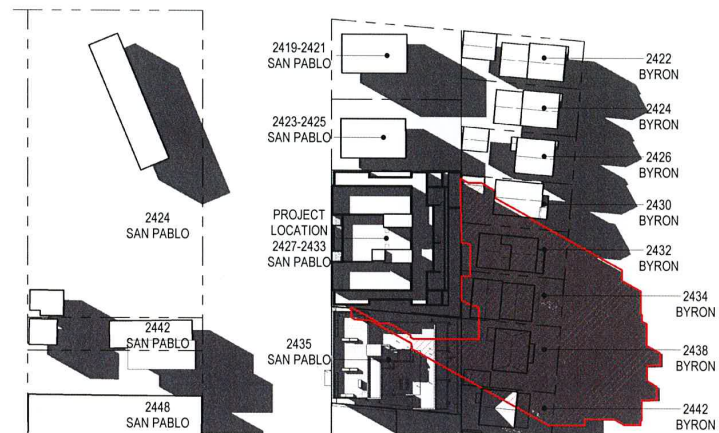 2419-2421
SAN PABLO
2422
BYRON
2424
BYRON
2423-2425
SAN PABLO
2426
BYRON
2424
SAN PABLO
PROJECT
LOCATION
2427-2433
SAN PABLO
2430
BYRON
2432
BYRON
2434
BYRON
2442
SAN PABLO
2435
SAN PABLO
2438
BYRON
2448
SAN PABLO
2442
BYRON